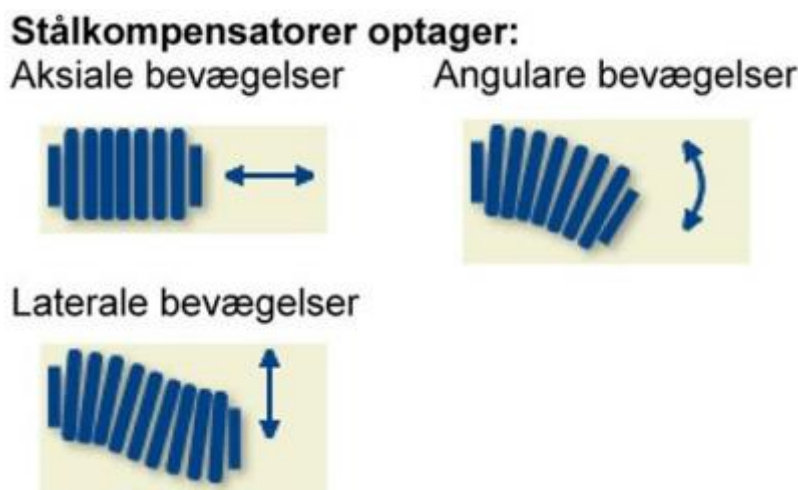 Stålkompensatorer optager:
Aksiale bevægelser
Angulare bevægelser
Laterale bevægelser